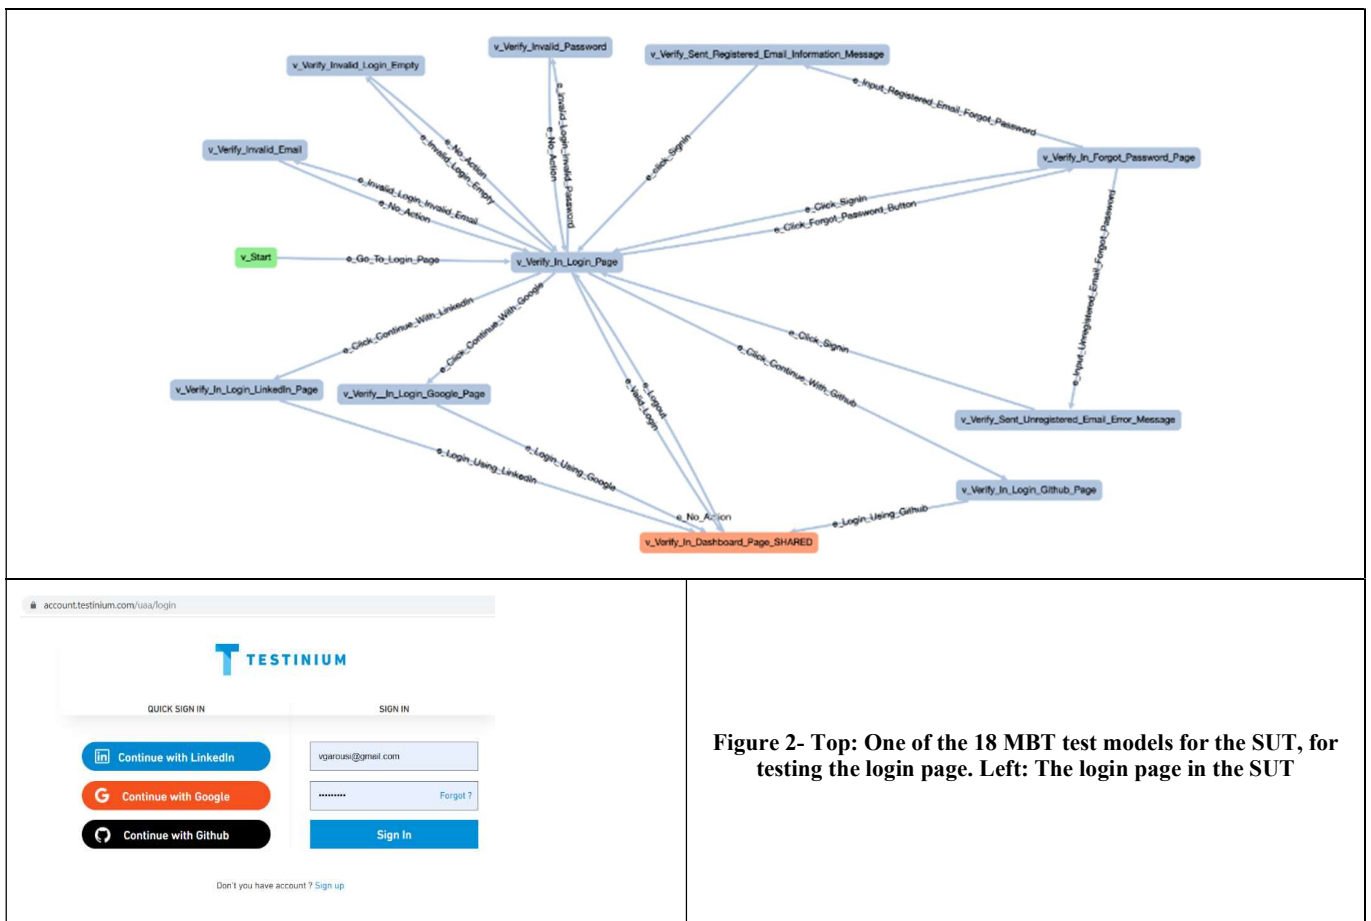 v_Verify_Invalid_Password
v_Verify_Sent_Registered_Email_Information_Message
v_Verify_Invalid_Login_Empty
e_Input_Registered_Email_Forgot_Password
e_Invalid_Login_Invalid_Password
e_No_Action
e_No_Action
e_Invalid_Login_Empty
e_click_SignIn
v_Verify_Invalid_Email
v_Verify_In_Forgot_Password_Page
e_Invalid_Login_Invalid_Email
e_No_Action
e_Click_Signin
e_Click_Forgot_Password_Button
v_Start
e_Go_To_Login_Page
v_Verify_In_Login_Page
e_Input_Unregistered_Email_Forgot_Password
e_Click_Continue_With_LinkedIn
e_Click_Continue_With_Google
e_Click_Signin
e_Click_Continue_With_Github
v_Verify_In_Login_LinkedIn_Page
v_Verify__In_Login_Google_Page
e_Logout
e_Valid_Login
v_Verify_Sent_Unregistered_Email_Error_Message
e_Login_Using_LinkedIn
e_Login_Using_Google
v_Verify_In_Login_Github_Page
e_No_Action
e_Login_Using_Github
v_Verify_In_Dashboard_Page_SHARED
account.testinium.com/uaa/login
TESTINIUM
QUICK SIGN IN
SIGN IN
in Continue with LinkedIn
vgarousi@gmail.com
G Continue with Google
Forgot ?
Continue with Github
Sign In
Don't you have account ? Sign up
Figure 2- Top: One of the 18 MBT test models for the SUT, for
testing the login page. Left: The login page in the SUT